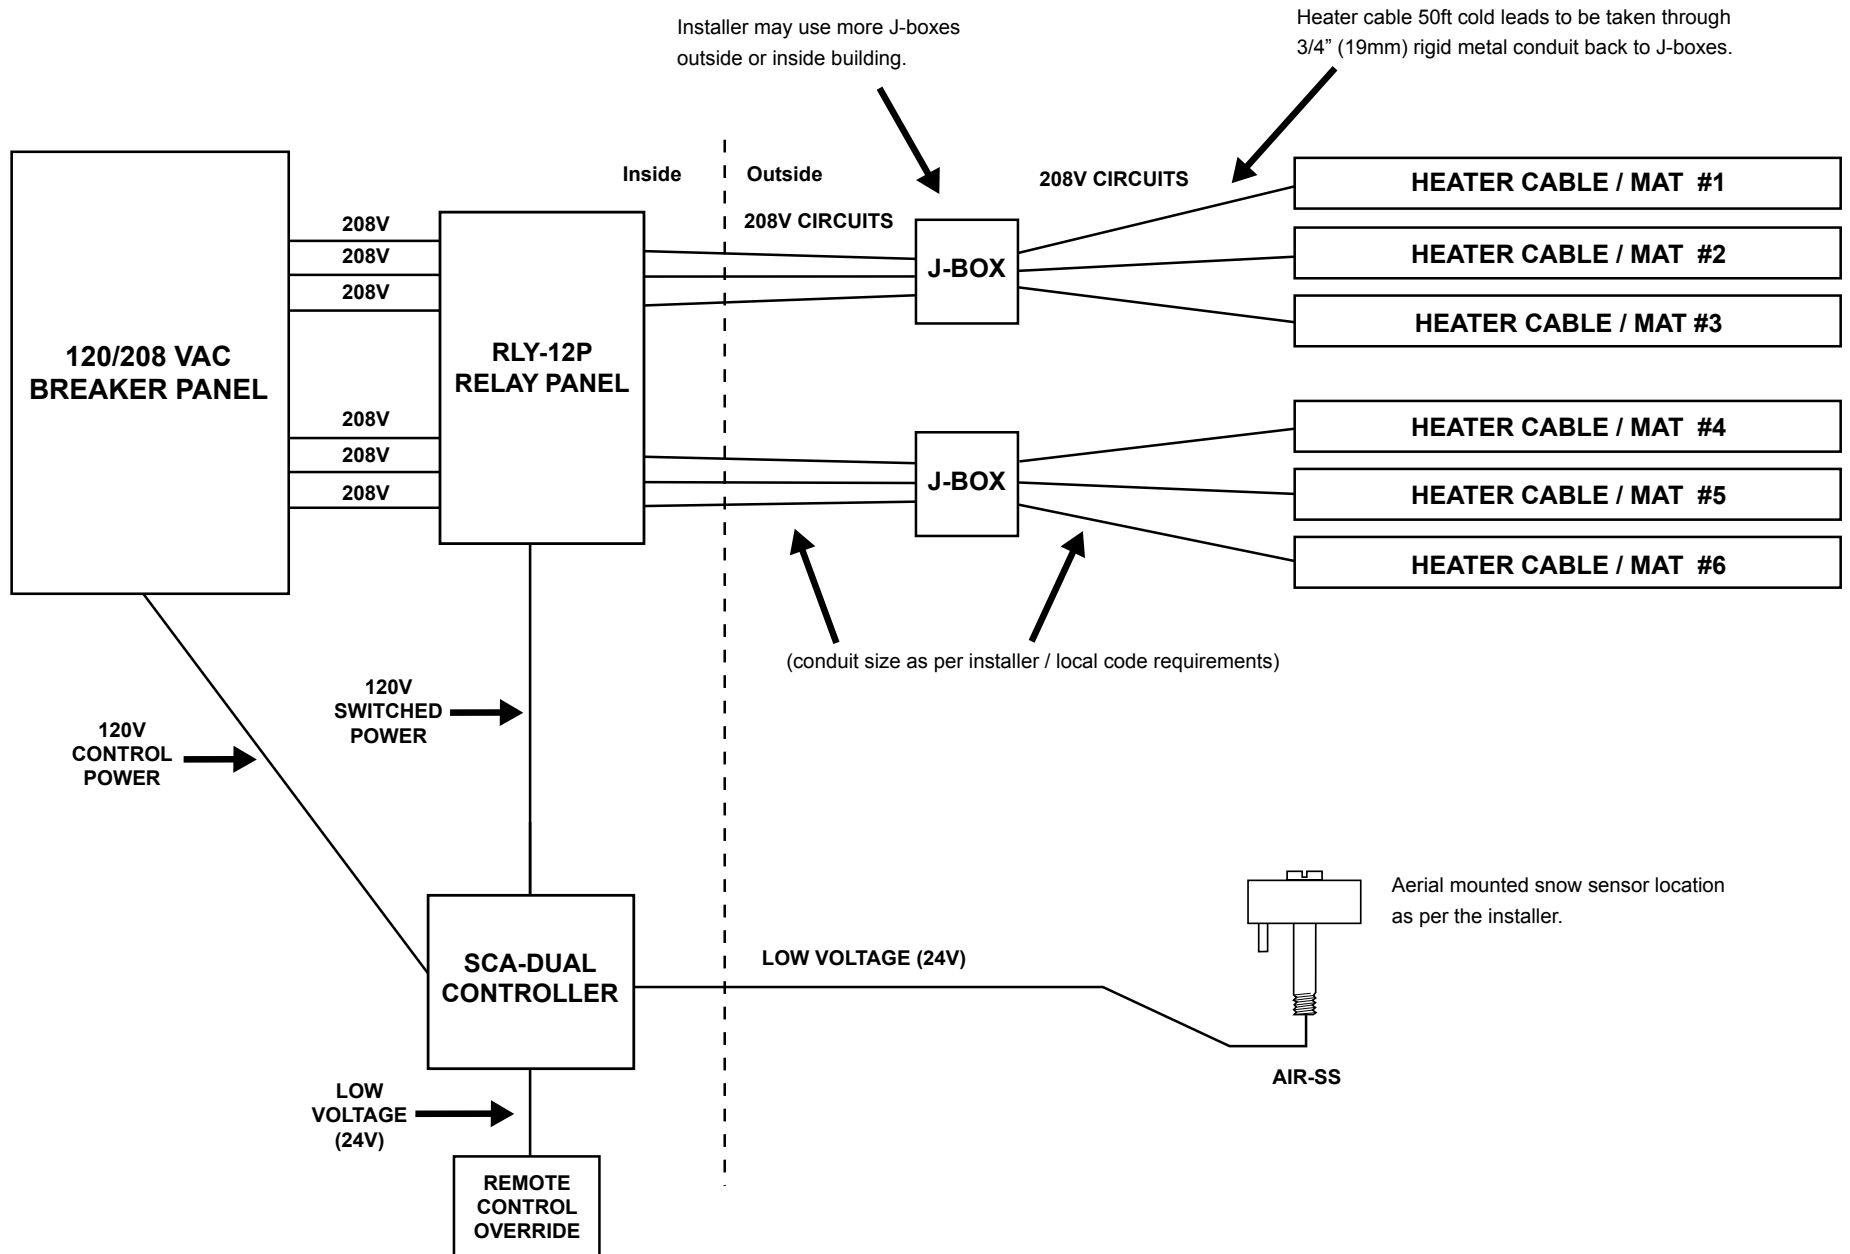 Installer may use more J-boxes
outside or inside building.
Heater cable 50ft cold leads to be taken through
3/4” (19mm) rigid metal conduit back to J-boxes.
Inside
Outside
208V CIRCUITS
208V CIRCUITS
120/208 VAC
BREAKER PANEL
208V
208V
208V
208V
208V
208V
RLY-12P
RELAY PANEL
J-BOX
J-BOX
HEATER CABLE / MAT #1
HEATER CABLE / MAT #2
HEATER CABLE / MAT #3
HEATER CABLE / MAT #4
HEATER CABLE / MAT #5
HEATER CABLE / MAT #6
(conduit size as per installer / local code requirements)
120V
SWITCHED
POWER
120V
CONTROL
POWER
SCA-DUAL
CONTROLLER
LOW VOLTAGE (24V)
Aerial mounted snow sensor location
as per the installer.
AIR-SS
LOW
VOLTAGE
(24V)
REMOTE
CONTROL
OVERRIDE